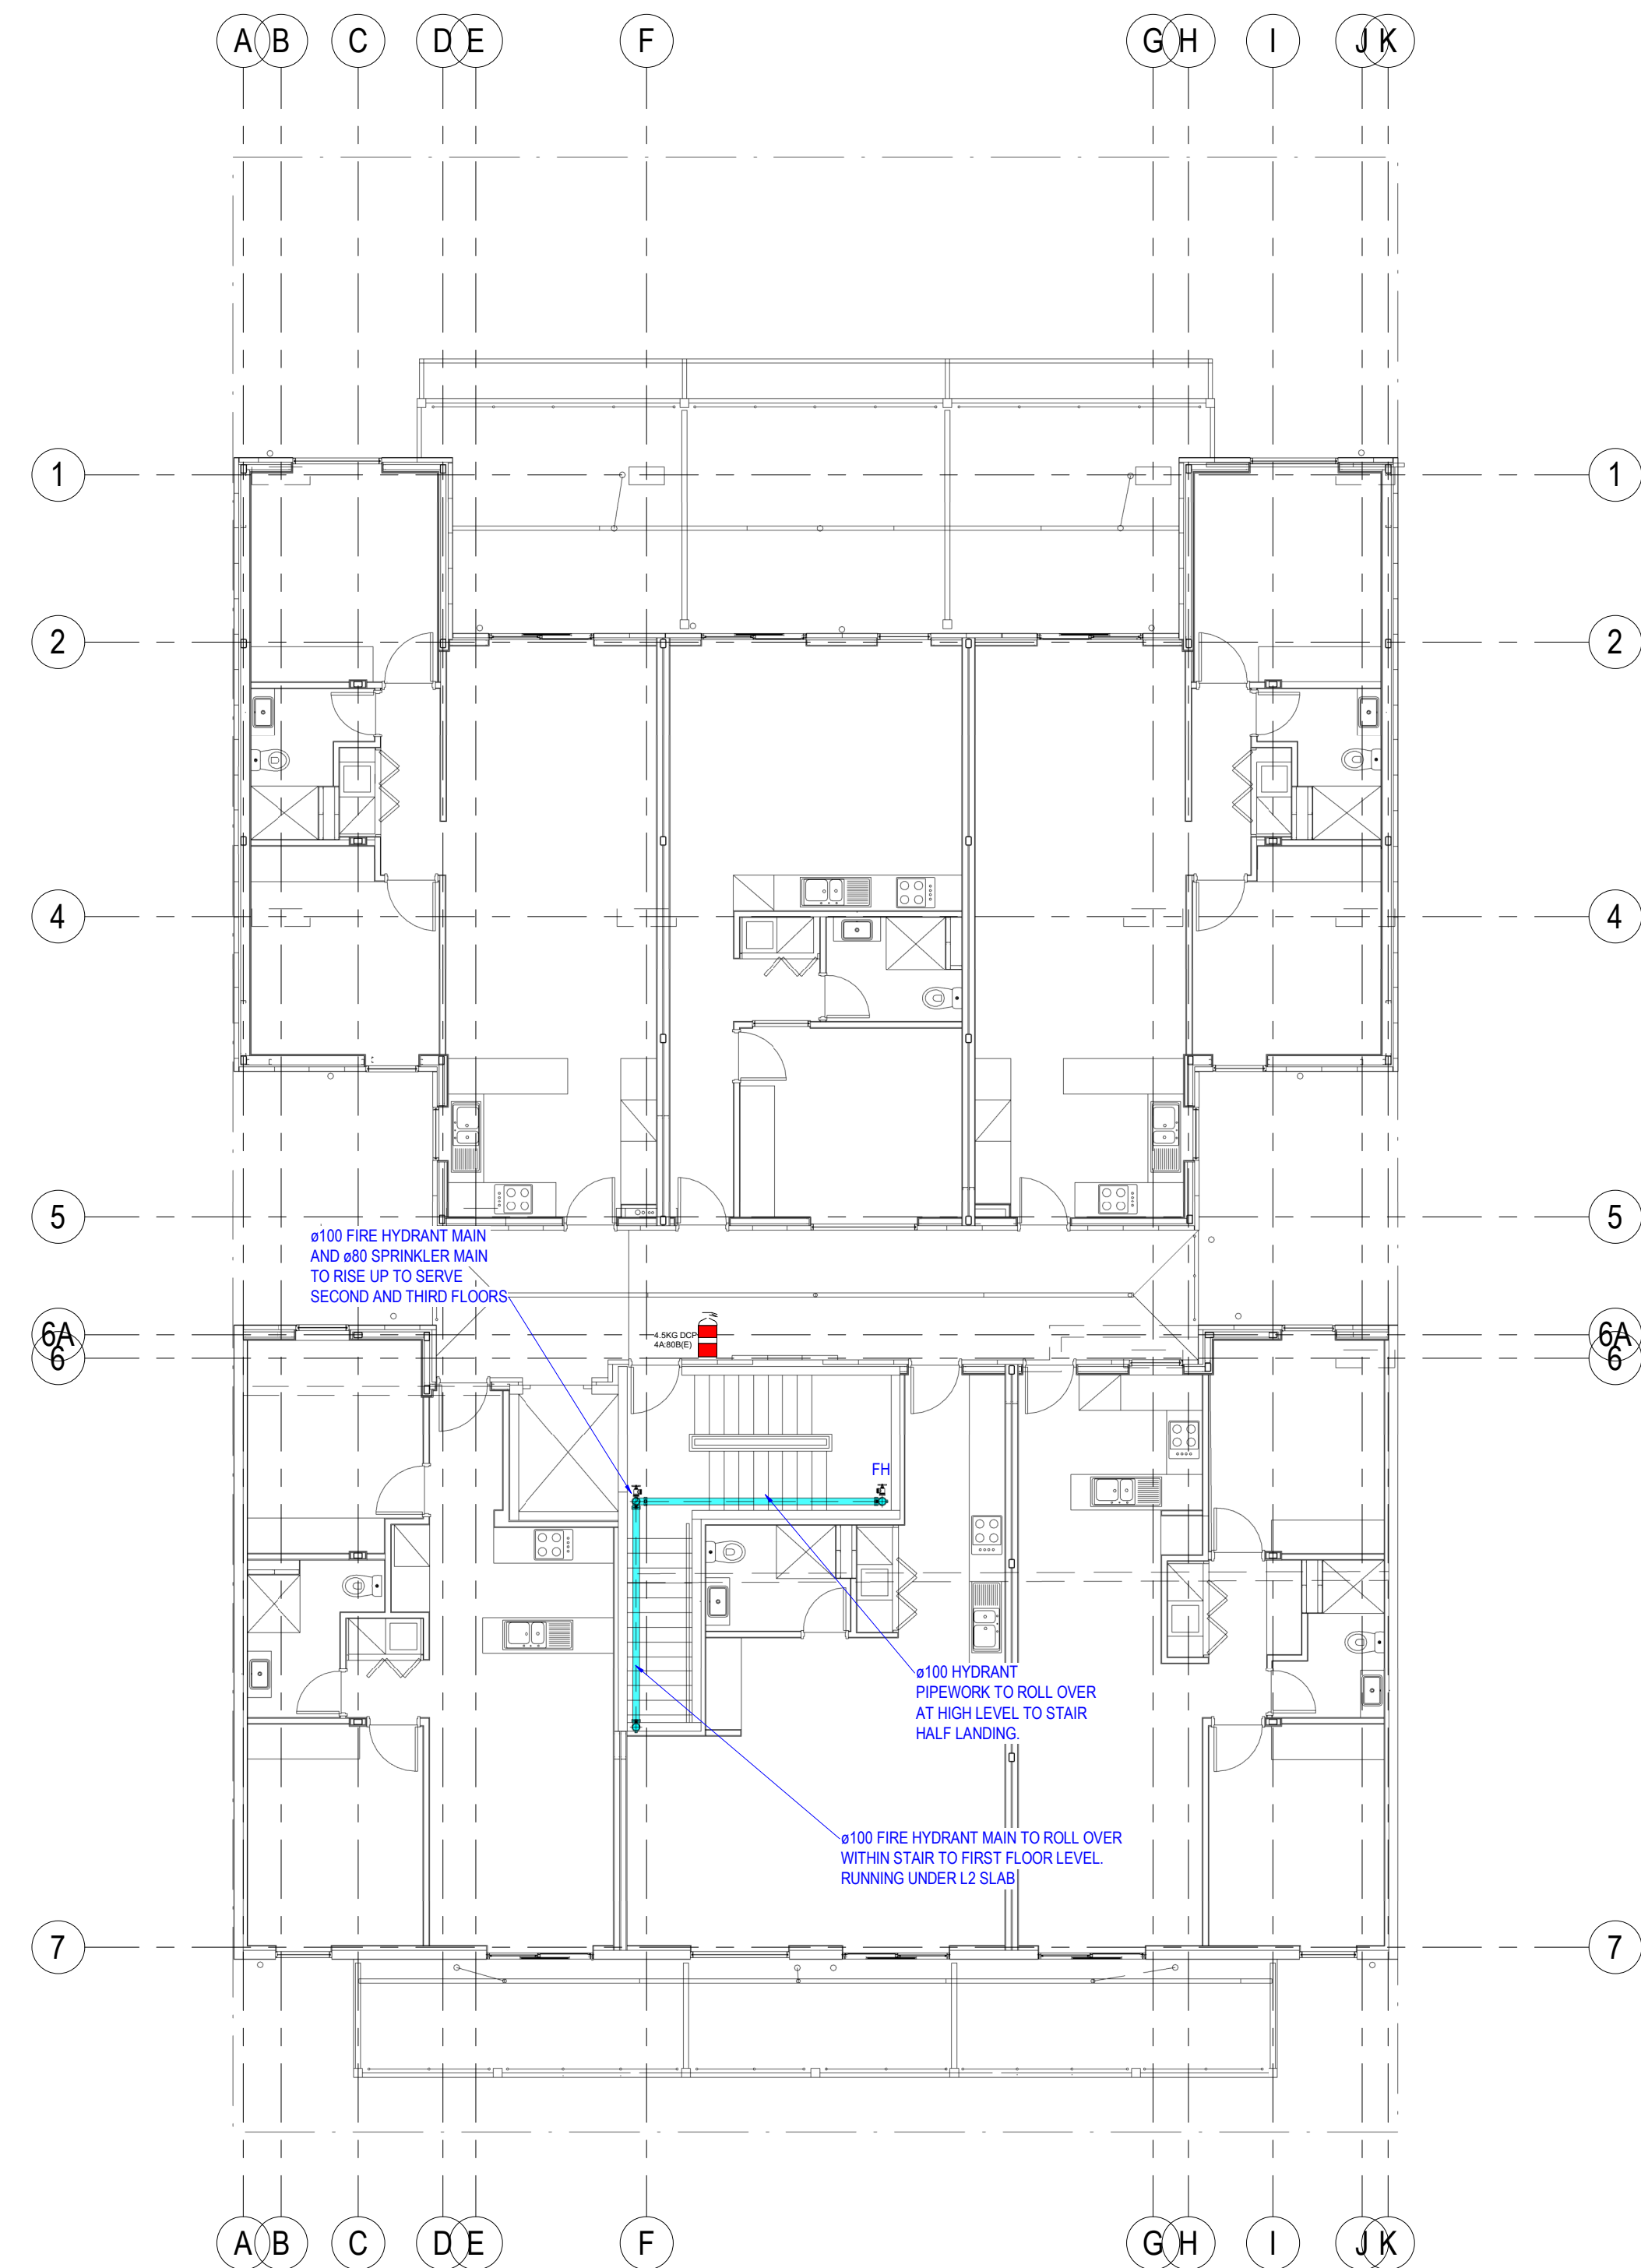 A B C D E F G H I J K
1 1
2 2
4 4
5 5
ø100 FIRE HYDRANT MAIN
AND ø80 SPRINKLER MAIN
TO RISE UP TO SERVE
SECOND AND THIRD FLOORS
4.5KG DCP
4A:80B(E)
6A 6A
6 6
FH
ø100 HYDRANT
PIPEWORK TO ROLL OVER
AT HIGH LEVEL TO STAIR
HALF LANDING.
ø100 FIRE HYDRANT MAIN TO ROLL OVER
WITHIN STAIR TO FIRST FLOOR LEVEL.
RUNNING UNDER L2 SLAB
7 7
A B C D E F G H I J K